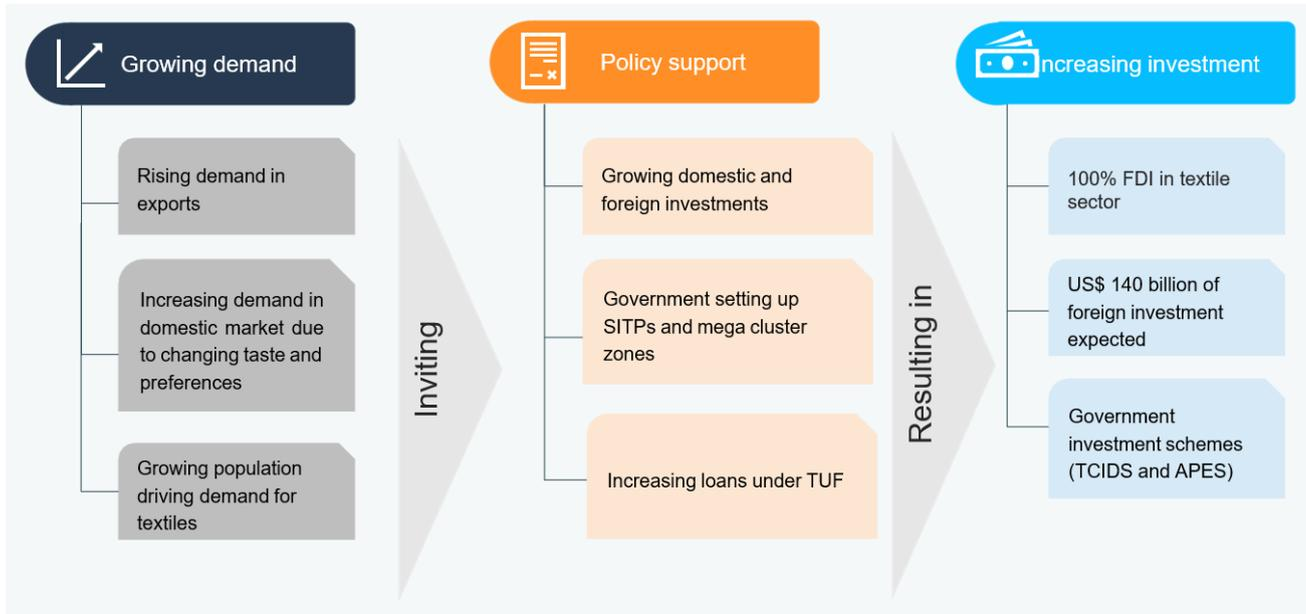 Growing demand
Rising demand in
exports
Increasing demand in
domestic market due
to changing taste and
preferences
Growing population
driving demand for
textiles
Inviting
Policy support
Growing domestic and
foreign investments
Government setting up
SITPs and mega cluster
zones
Increasing loans under TUF
Resulting in
ncreasing investment
100% FDI in textile
sector
US$ 140 billion of
foreign investment
expected
Government
investment schemes
(TCIDS and APES)